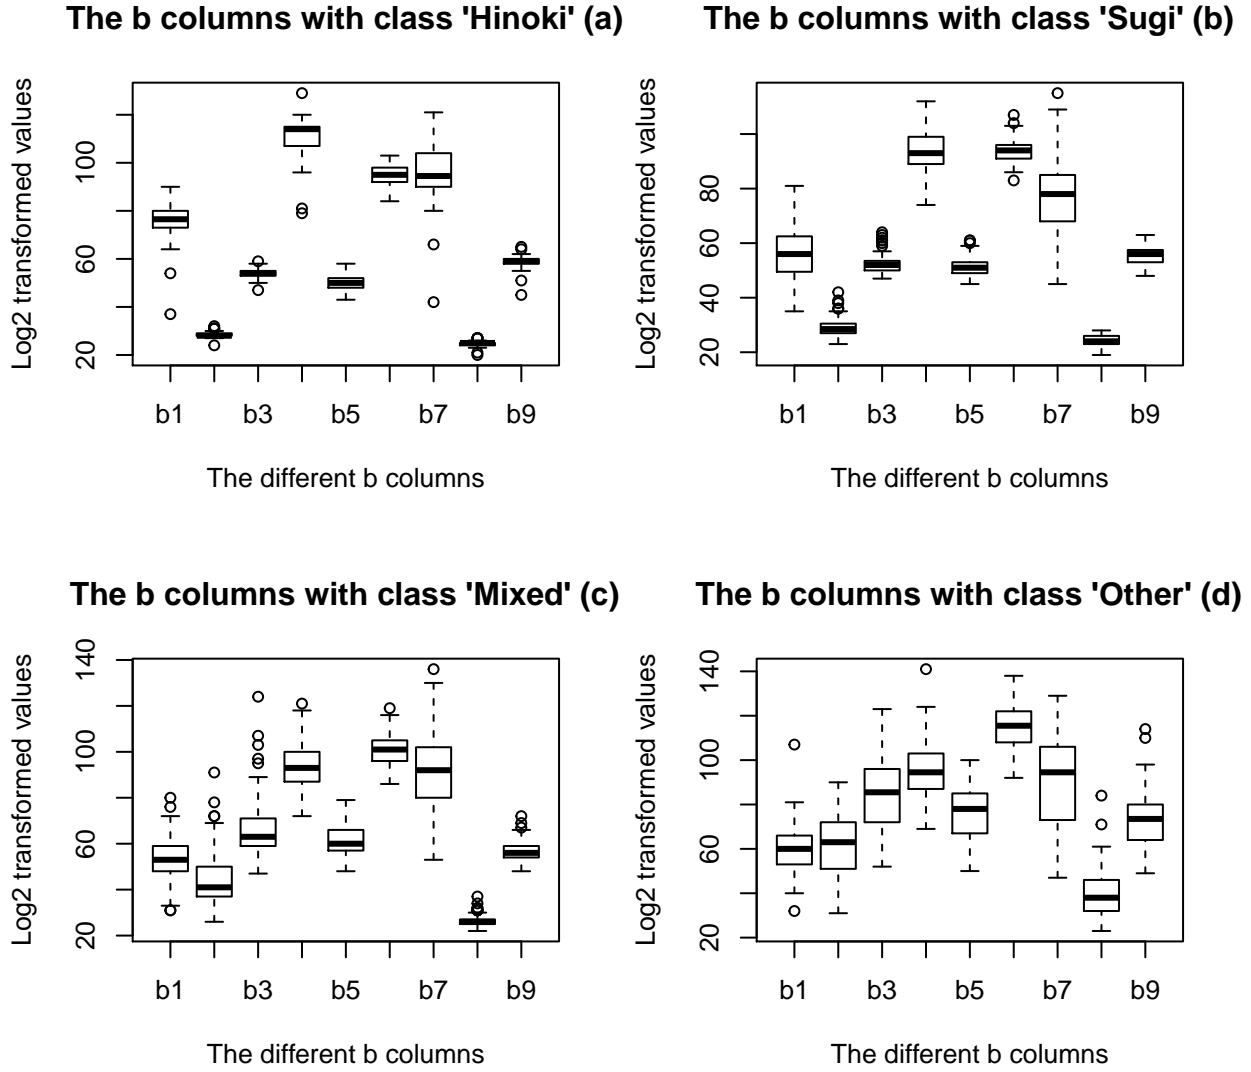 The b columns with class 'Hinoki' (a)
Log2 transformed values
20 60 100
b1 b3 b5 b7 b9
The different b columns
The b columns with class 'Sugi' (b)
Log2 transformed values
20 40 60 80
b1 b3 b5 b7 b9
The different b columns
The b columns with class 'Mixed' (c)
Log2 transformed values
20 60 100 140
b1 b3 b5 b7 b9
The different b columns
The b columns with class 'Other' (d)
Log2 transformed values
20 60 100 140
b1 b3 b5 b7 b9
The different b columns